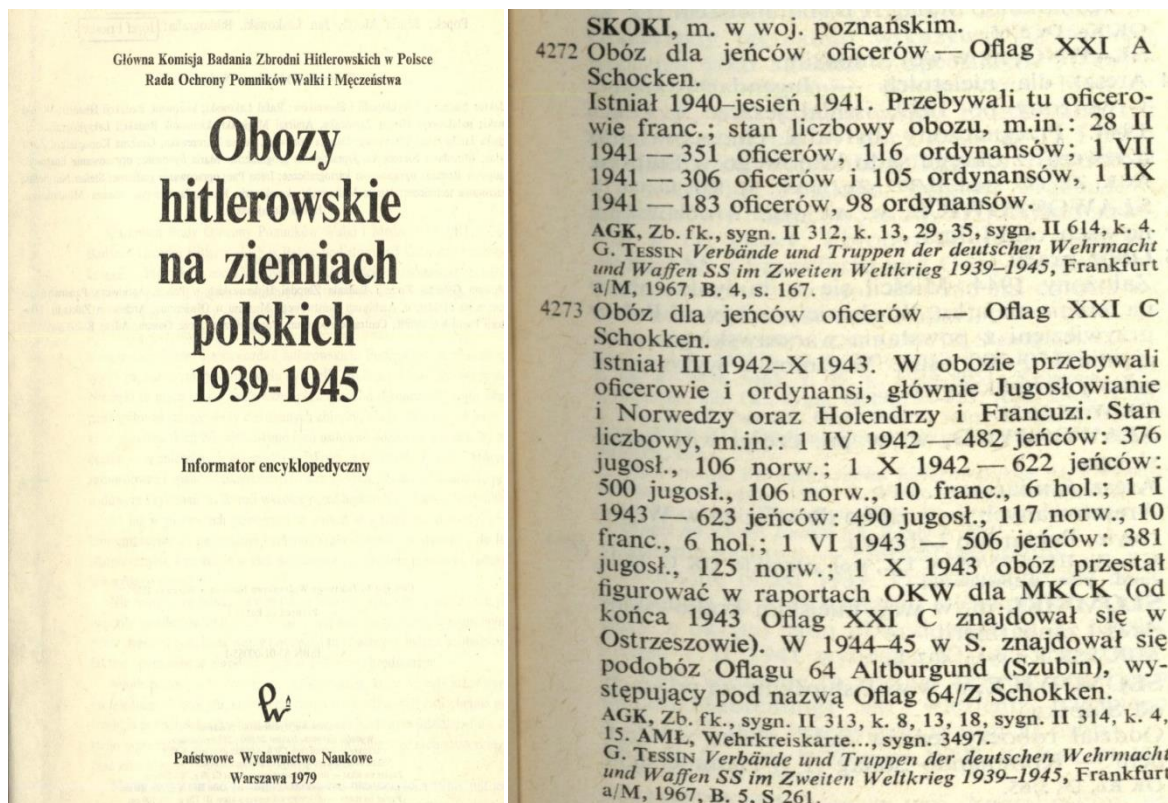 Główna Komisja Badania Zbrodni Hitlerowskich w Polsce
Rada Ochrony Pomników Walki i Męczeństwa
Obozy
hitlerowskie
na ziemiach
polskich
1939-1945
Informator encyklopedyczny
Państwowe Wydawnictwo Naukowe
Warszawa 1979
SKOKI, m. w woj. poznańskim.
4272 Obóz dla jeńców oficerów — Oflag XXI A
Schocken.
Istniał 1940–jesień 1941. Przebywali tu oficero-
wie franc.; stan liczbowy obozu, m.in.: 28 II
1941 — 351 oficerów, 116 ordynansów; 1 VII
1941 — 306 oficerów i 105 ordynansów, 1 IX
1941 — 183 oficerów, 98 ordynansów.
AGK, Zb. fk., sygn. II 312, k. 13, 29, 35, sygn. II 614, k. 4.
G. TESSIN Verbände und Truppen der deutschen Wehrmacht
und Waffen SS im Zweiten Weltkrieg 1939–1945, Frankfurt
a/M, 1967, B. 4, s. 167.
4273 Obóz dla jeńców oficerów — Oflag XXI C
Schokken.
Istniał III 1942–X 1943. W obozie przebywali
oficerowie i ordynansi, głównie Jugosłowianie
i Norwedzy oraz Holendrzy i Francuzi. Stan
liczbowy, m.in.: 1 IV 1942 — 482 jeńców: 376
jugosł., 106 norw.; 1 X 1942 — 622 jeńców:
500 jugosł., 106 norw., 10 franc., 6 hol.; 1 I
1943 — 623 jeńców: 490 jugosł., 117 norw., 10
franc., 6 hol.; 1 VI 1943 — 506 jeńców: 381
jugosł., 125 norw.; 1 X 1943 obóz przestał
figurować w raportach OKW dla MKCK (od
końca 1943 Oflag XXI C znajdował się w
Ostrzeszowie). W 1944–45 w S. znajdował się
podobóz Oflagu 64 Altburgund (Szubin), wy-
stępujący pod nazwą Oflag 64/Z Schokken.
AGK, Zb. fk., sygn. II 313, k. 8, 13, 18, sygn. II 314, k. 4,
15. AMŁ, Wehrkreiskarte..., sygn. 3497.
G. TESSIN Verbände und Truppen der deutschen Wehrmacht
und Waffen SS im Zweiten Weltkrieg 1939–1945, Frankfurt
a/M, 1967, B. 5, S 261.